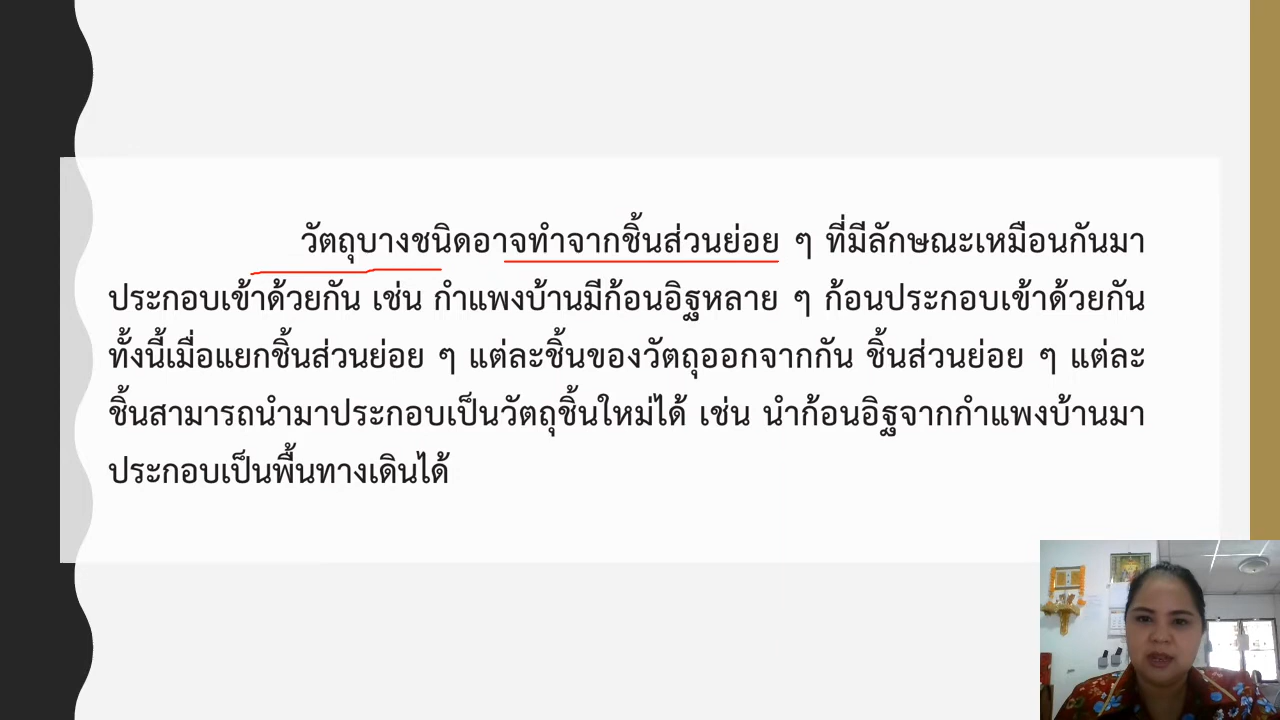 วัตถุบางชนิดอาจทำจากชิ้นส่วนย่อย ๆ ที่มีลักษณะเหมือนกันมา
ประกอบเข้าด้วยกัน เช่น กำแพงบ้านมีก้อนอิฐหลาย ๆ ก้อนประกอบเข้าด้วยกัน
ทั้งนี้เมื่อแยกชิ้นส่วนย่อย ๆ แต่ละชิ้นของวัตถุออกจากกัน ชิ้นส่วนย่อย ๆ แต่ละ
ชิ้นสามารถนำมาประกอบเป็นวัตถุชิ้นใหม่ได้ เช่น นำก้อนอิฐจากกำแพงบ้านมา
ประกอบเป็นพื้นทางเดินได้